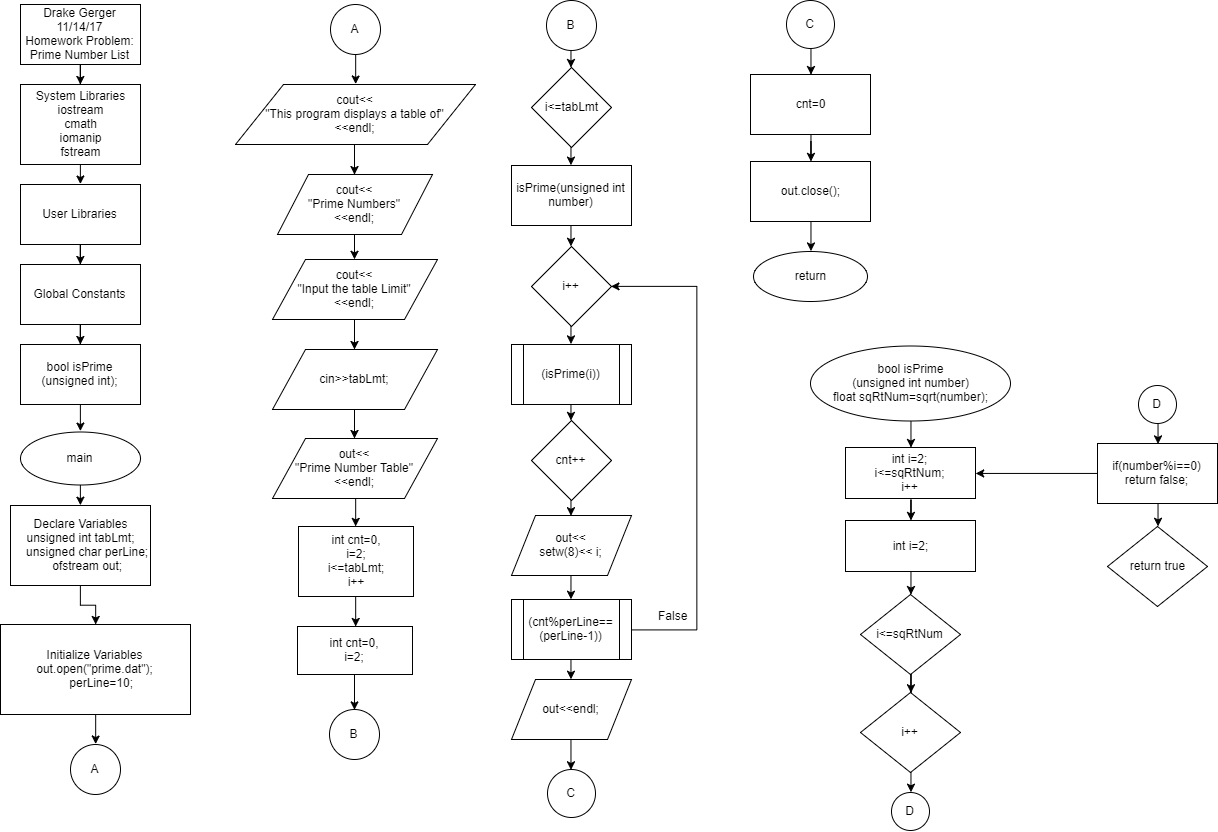 Drake Gerger
11/14/17
Homework Problem:
Prime Number List
System Libraries
iostream
cmath
iomanip
fstream
User Libraries
Global Constants
bool isPrime
(unsigned int);
main
Declare Variables
unsigned int tabLmt;
unsigned char perLine;
ofstream out;
Initialize Variables
out.open("prime.dat");
perLine=10;
A
A
cout<<
"This program displays a table of"
<<endl;
cout<<
"Prime Numbers"
<<endl;
cout<<
"Input the table Limit"
<<endl;
cin>>tabLmt;
out<<
"Prime Number Table"
<<endl;
int cnt=0,
i=2;
i<=tabLmt;
i++
int cnt=0,
i=2;
B
B
i<=tabLmt
isPrime(unsigned int
number)
i++
(isPrime(i))
cnt++
out<<
setw(8)<< i;
(cnt%perLine==
(perLine-1))
False
out<<endl;
C
C
cnt=0
out.close();
return
bool isPrime
(unsigned int number)
float sqRtNum=sqrt(number);
int i=2;
i<=sqRtNum;
i++
int i=2;
i<=sqRtNum
i++
D
D
if(number%i==0)
return false;
return true